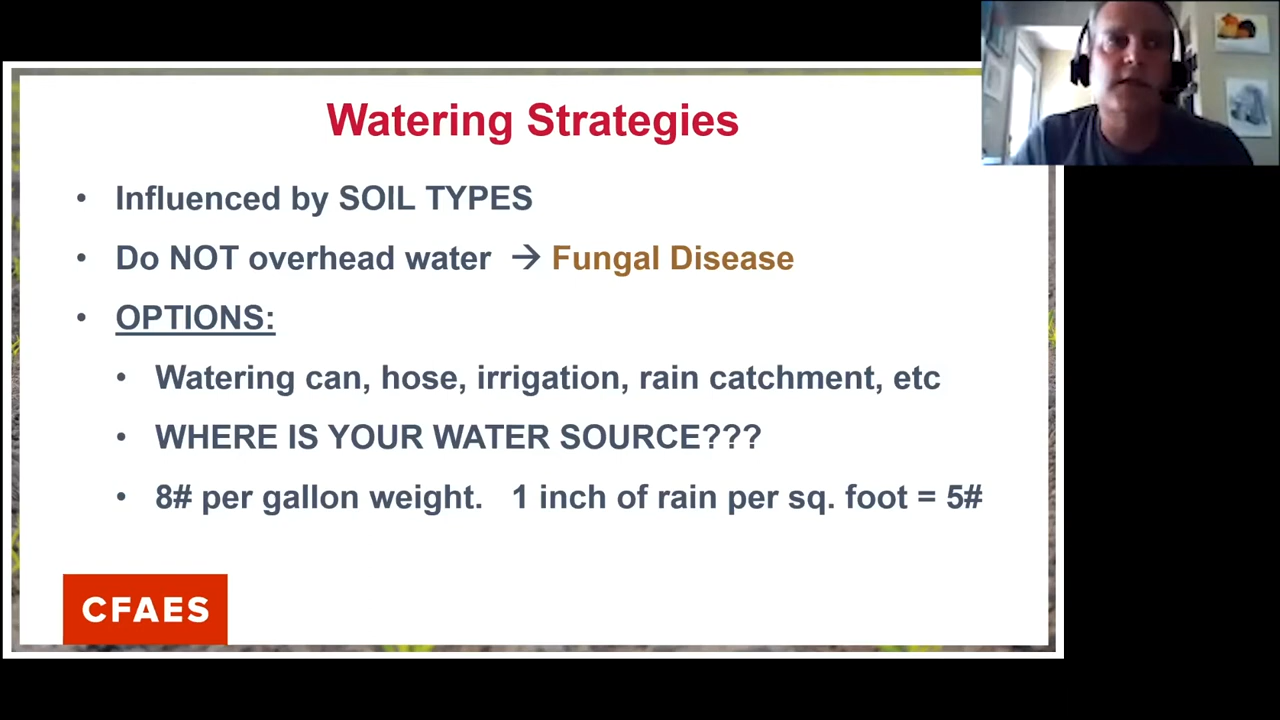 Watering Strategies
• Influenced by SOIL TYPES
• Do NOT overhead water → Fungal Disease
• OPTIONS:
• Watering can, hose, irrigation, rain catchment, etc
• WHERE IS YOUR WATER SOURCE???
• 8# per gallon weight. 1 inch of rain per sq. foot = 5#
CFAES